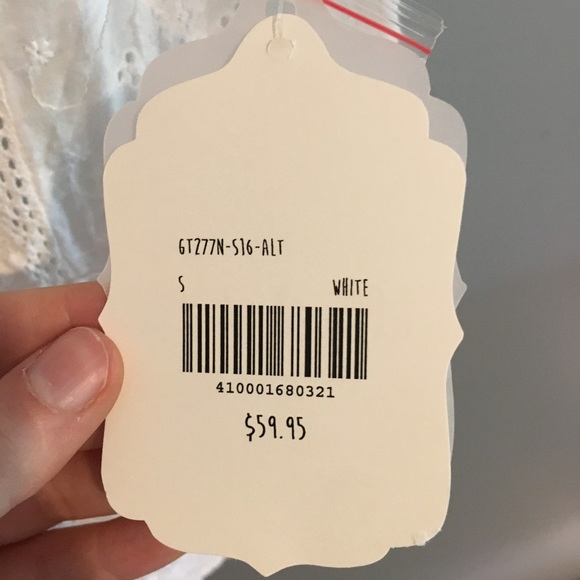 GT277N-S16-ALT
S WHITE
410001680321
$59.95